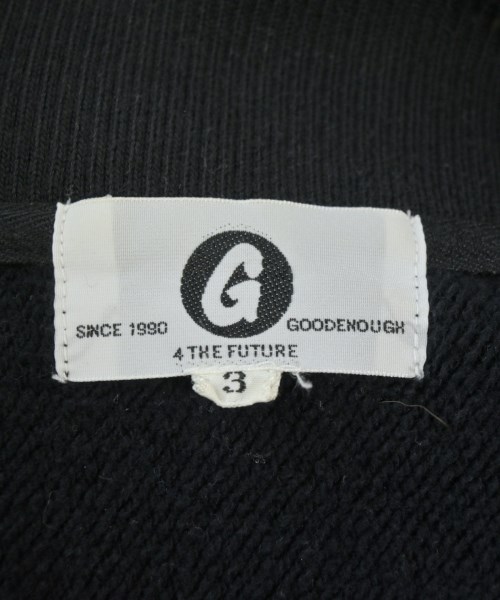 G
SINCE 1990 GOODENOUGH
4 THE FUTURE
3